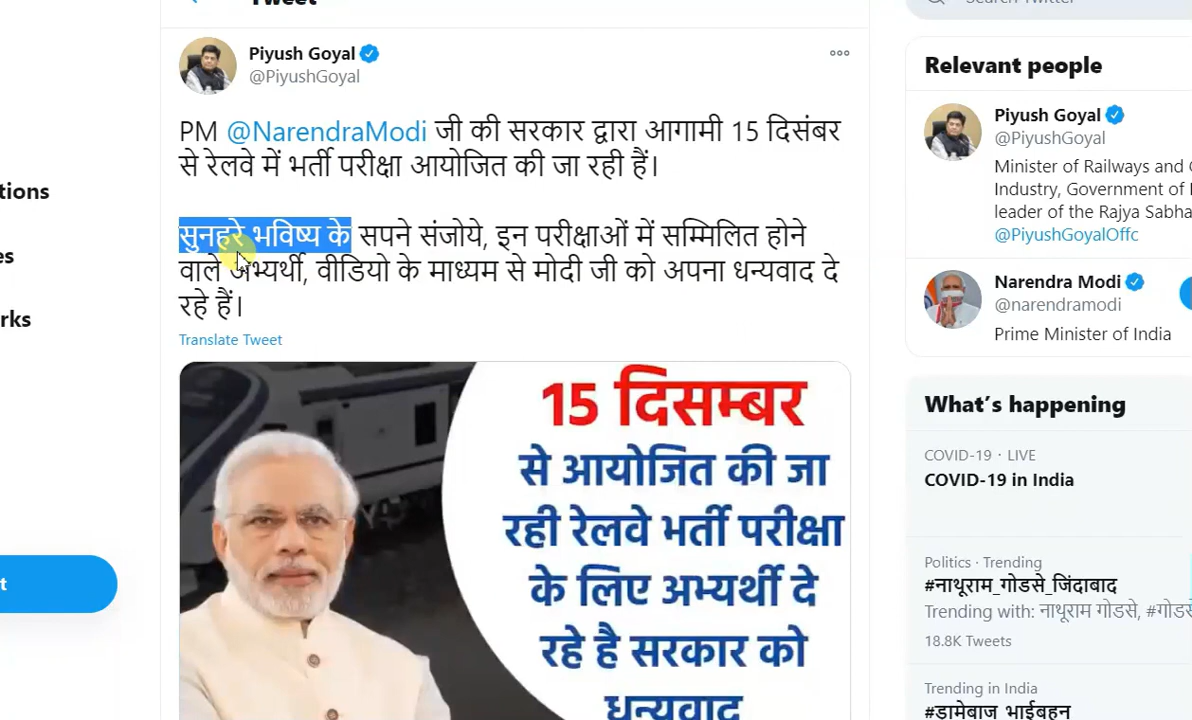 Tweet
Search Twitter
Piyush Goyal
@PiyushGoyal
PM @NarendraModi जी की सरकार द्वारा आगामी 15 दिसंबर
से रेलवे में भर्ती परीक्षा आयोजित की जा रही हैं।
सुनहरे भविष्य के सपने संजोये, इन परीक्षाओं में सम्मिलित होने
वाले अभ्यर्थी, वीडियो के माध्यम से मोदी जी को अपना धन्यवाद दे
रहे हैं।
Translate Tweet
15 दिसम्बर
से आयोजित की जा
रही रेलवे भर्ती परीक्षा
के लिए अभ्यर्थी दे
रहे है सरकार को
धन्यवाद
tions
es
rks
t
Relevant people
Piyush Goyal
@PiyushGoyal
Minister of Railways and
Industry, Government of
leader of the Rajya Sabha
@PiyushGoyalOffc
Narendra Modi
@narendramodi
Prime Minister of India
What's happening
COVID-19 · LIVE
COVID-19 in India
Politics · Trending
#नाथूराम_गोडसे_जिंदाबाद
Trending with: नाथूराम गोडसे, #गोडसे
18.8K Tweets
Trending in India
#ड्रामेबाज_भाईबहन